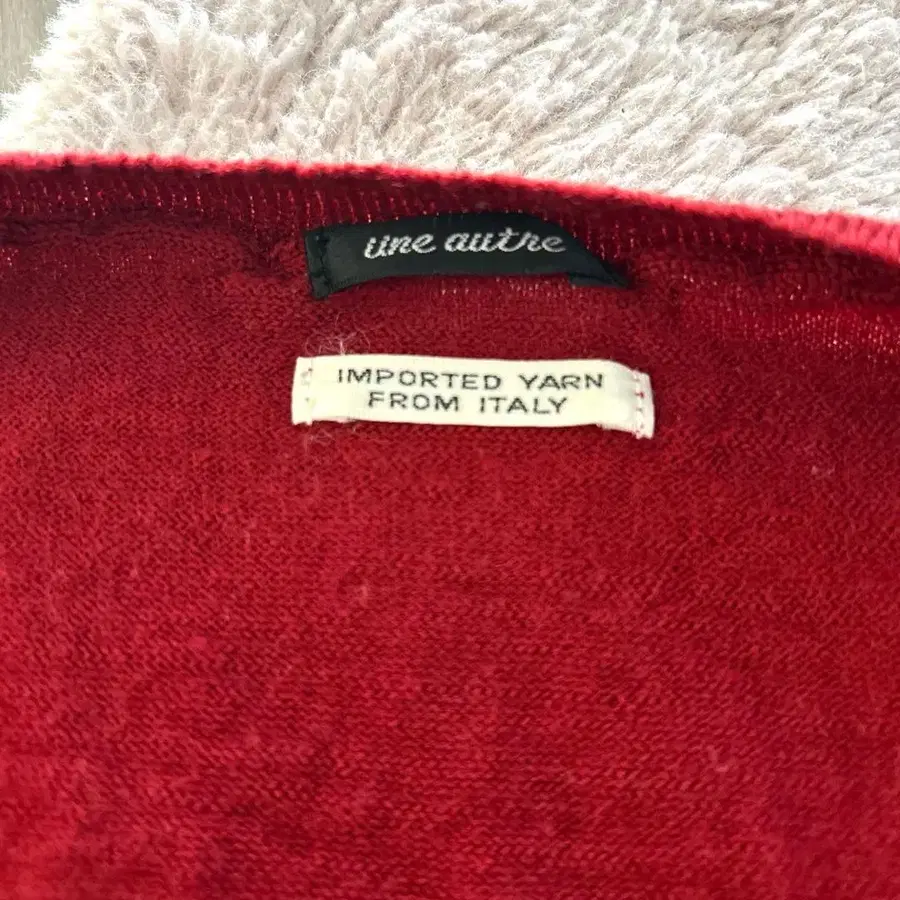 une autre
IMPORTED YARN
FROM ITALY